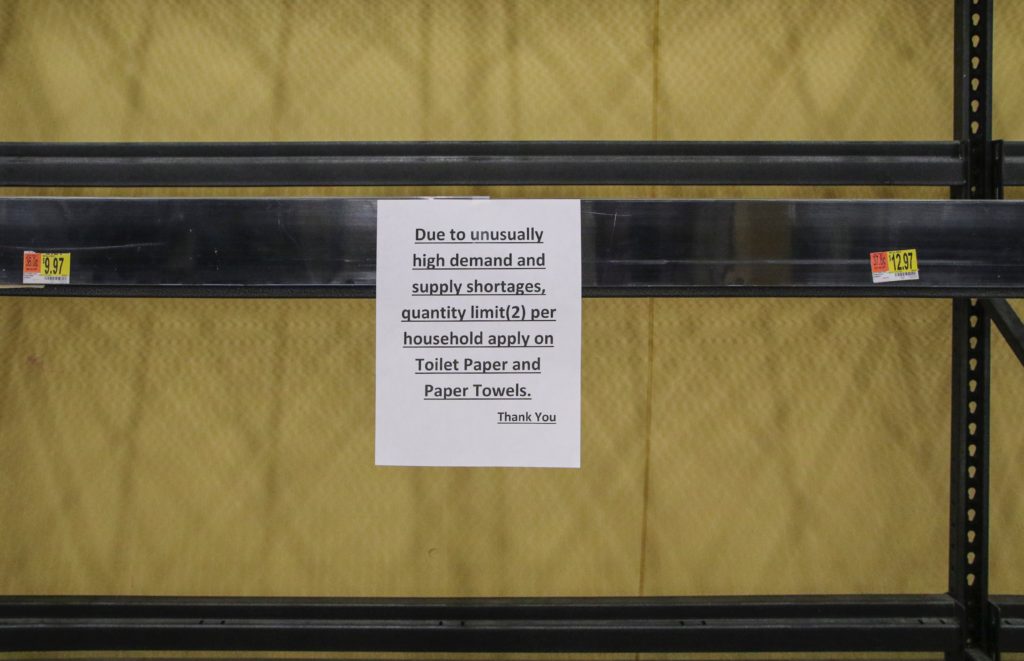 Due to unusually
high demand and
supply shortages,
quantity limit(2) per
household apply on
Toilet Paper and
Paper Towels.
Thank You
$9.97
$12.97